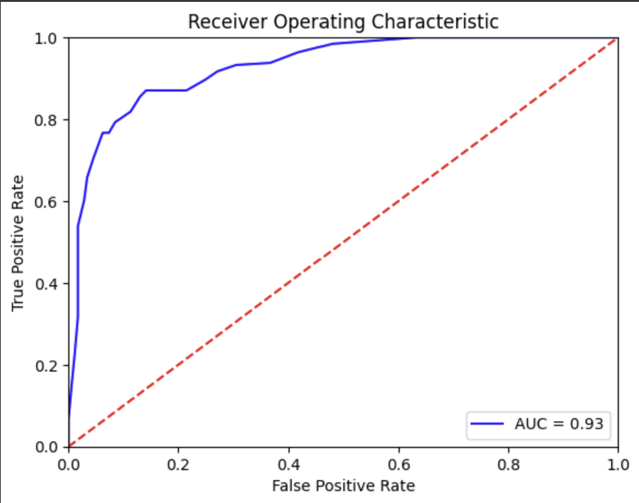 Receiver Operating Characteristic
1.0
0.8
0.6
0.4
0.2
0.0
True Positive Rate
AUC = 0.93
0.0 0.2 0.4 0.6 0.8 1.0
False Positive Rate